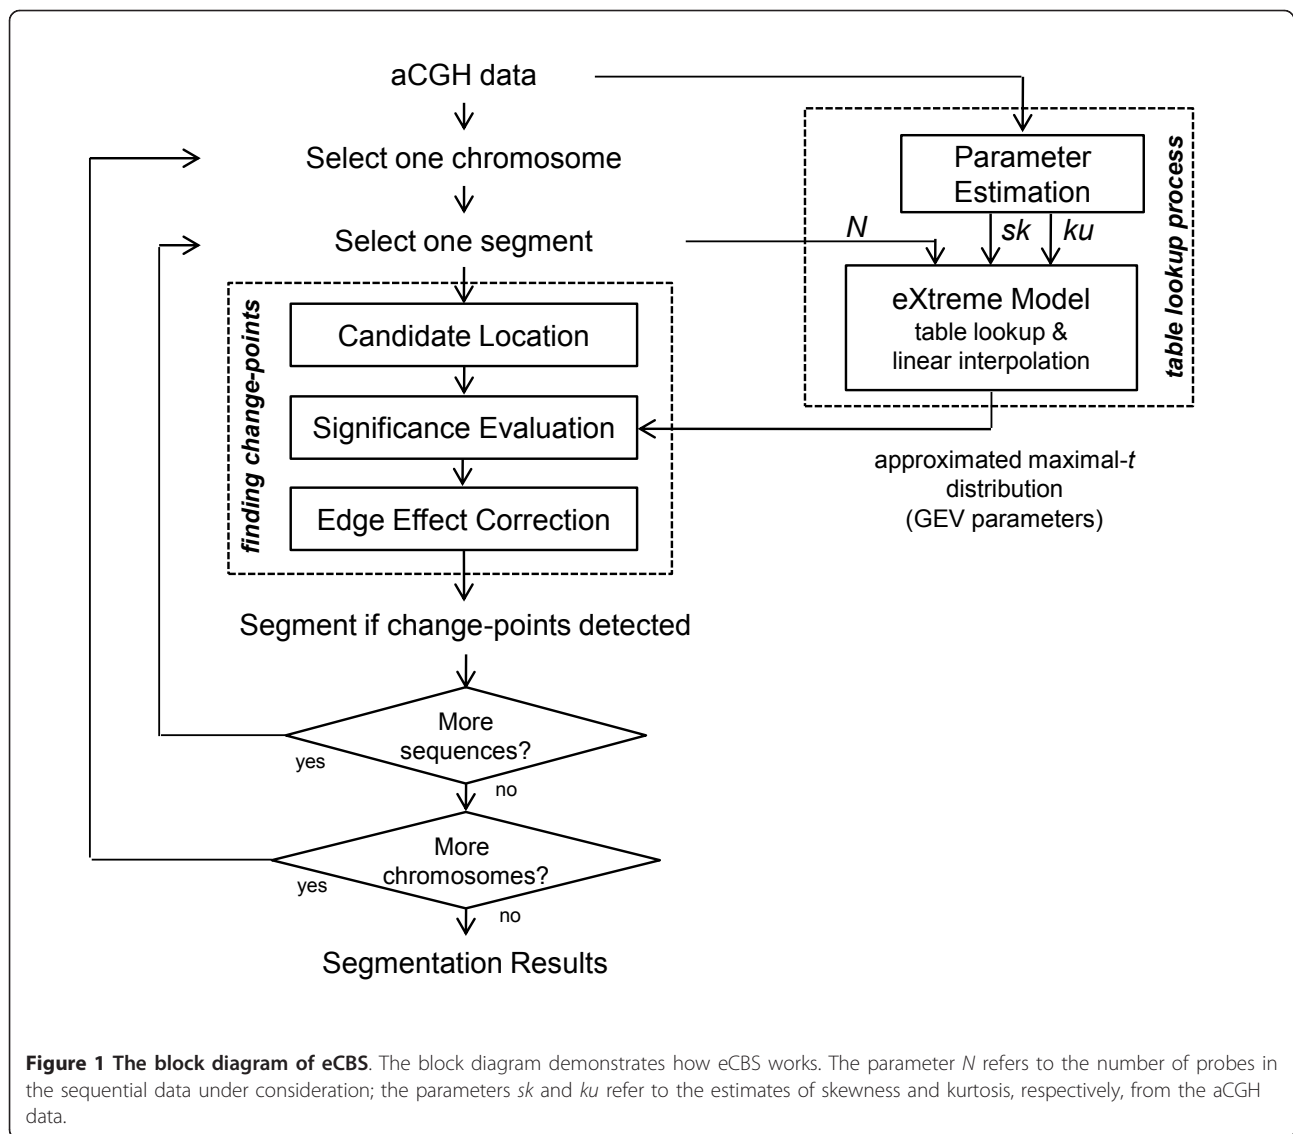 aCGH data
Select one chromosome
Select one segment
finding change-points
Candidate Location
Significance Evaluation
Edge Effect Correction
Segment if change-points detected
More
sequences?
yes
no
More
chromosomes?
yes
no
Segmentation Results
table lookup process
Parameter
Estimation
N
sk
ku
eXtreme Model
table lookup &
linear interpolation
approximated maximal-t
distribution
(GEV parameters)
Figure 1 The block diagram of eCBS. The block diagram demonstrates how eCBS works. The parameter N refers to the number of probes in
the sequential data under consideration; the parameters sk and ku refer to the estimates of skewness and kurtosis, respectively, from the aCGH
data.